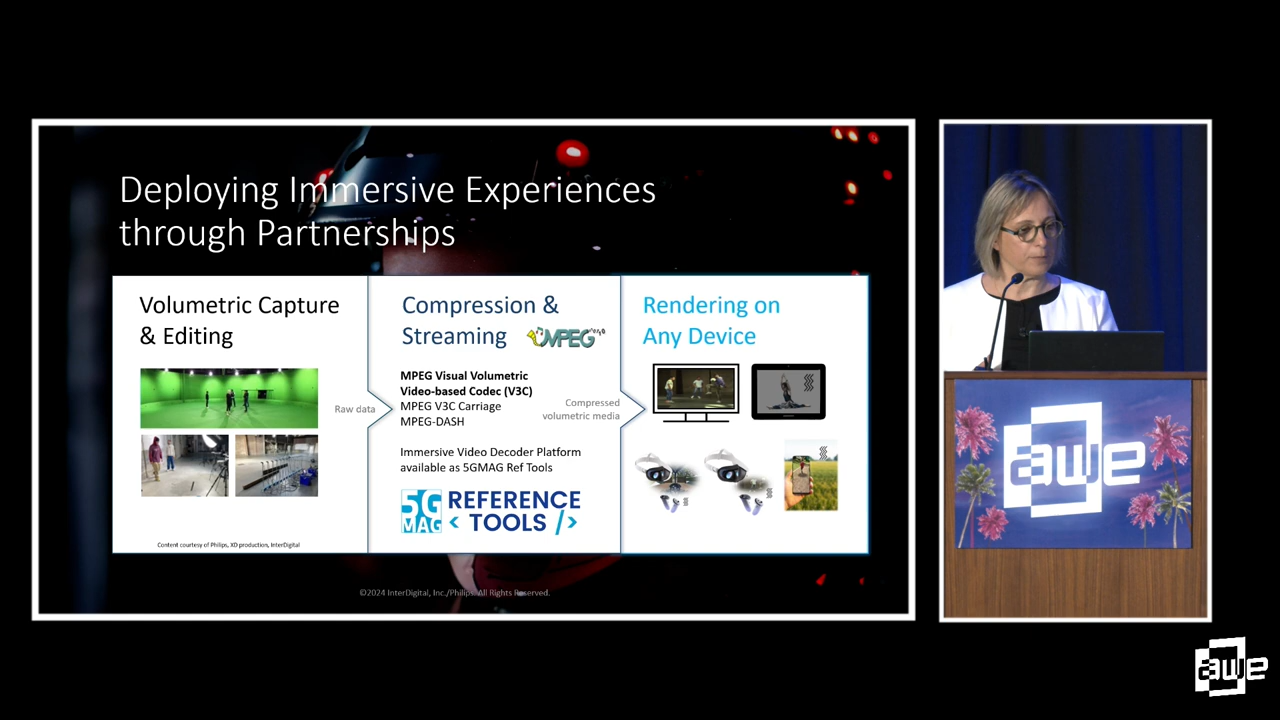 Deploying Immersive Experiences
through Partnerships
Volumetric Capture
& Editing
Raw data
Content courtesy of Philips, XD production, InterDigital
Compression &
Streaming
MPEG
MPEG Visual Volumetric
Video-based Codec (V3C)
MPEG V3C Carriage
MPEG-DASH
Immersive Video Decoder Platform
available as 5GMAG Ref Tools
5G
MAG
REFERENCE
< TOOLS />
Compressed
volumetric media
Rendering on
Any Device
©2024 InterDigital, Inc./Philips. All Rights Reserved.
awe
awe